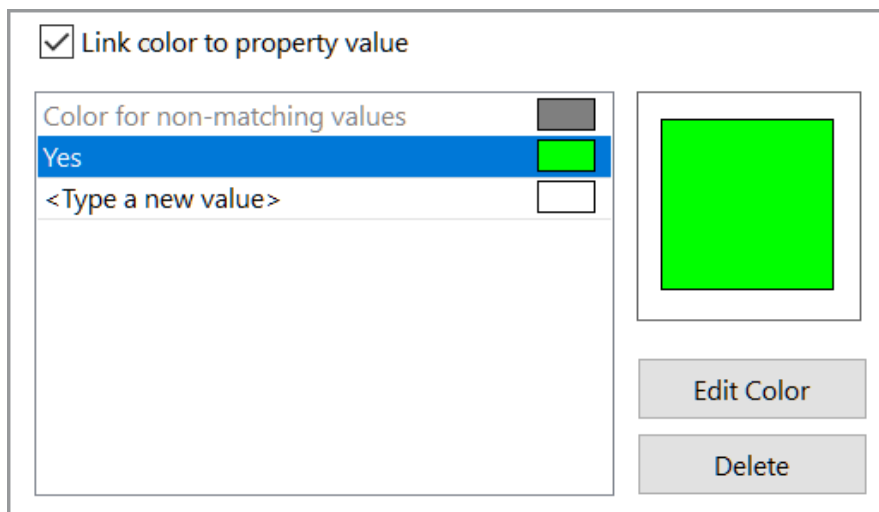 Link color to property value
Color for non-matching values
Yes
<Type a new value>
Edit Color
Delete